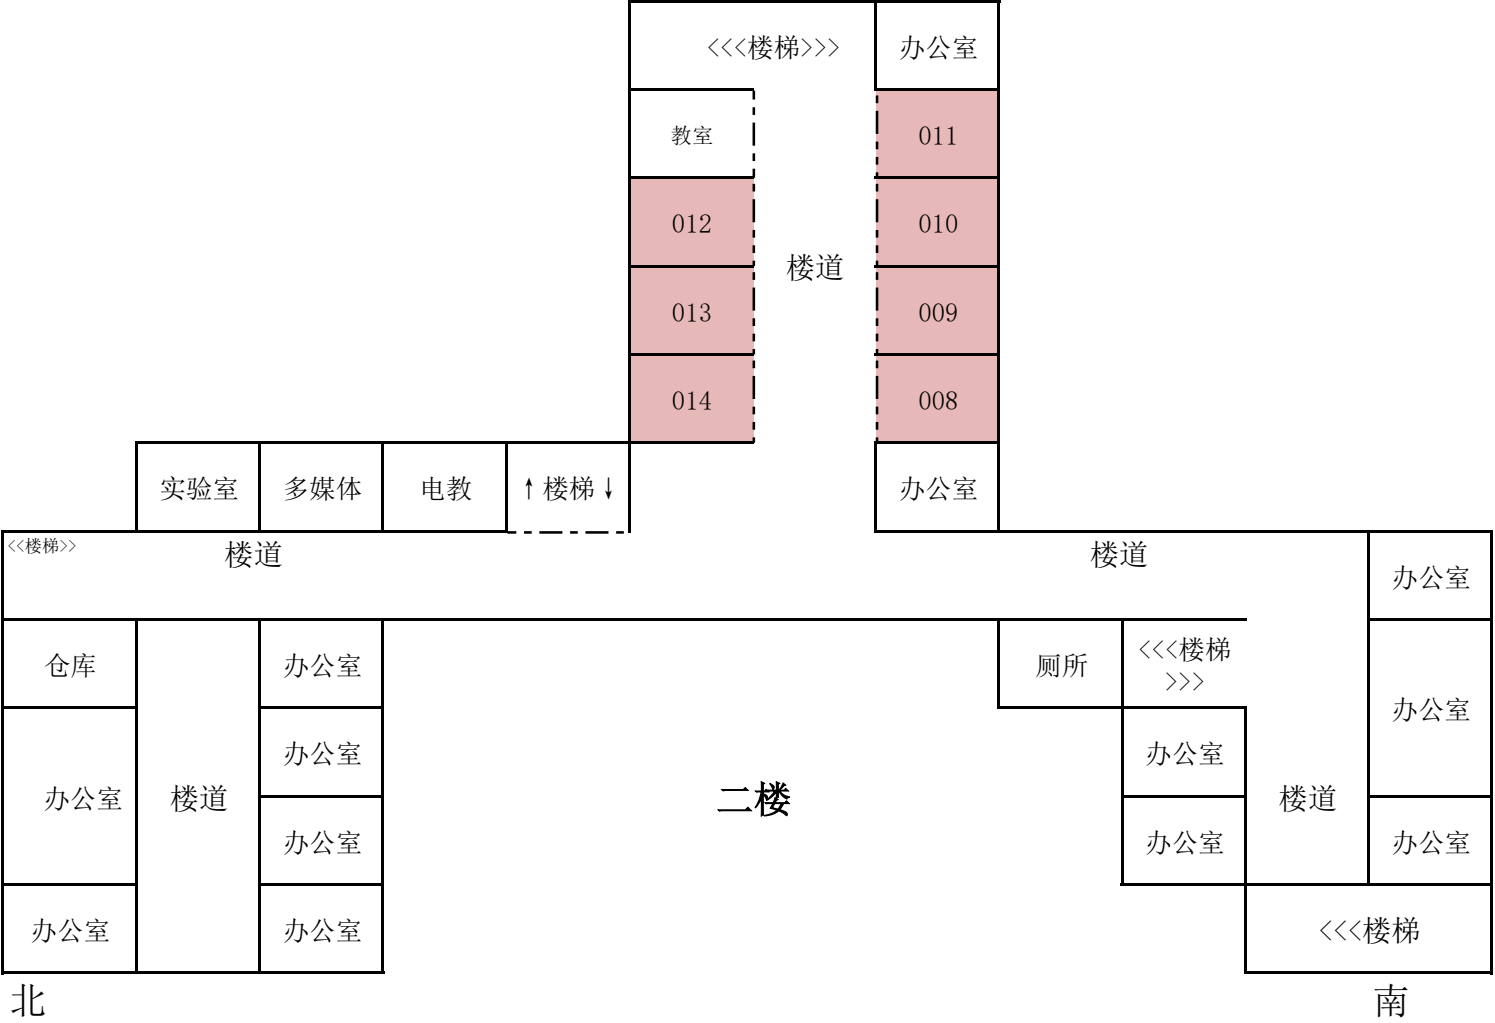 <<<楼梯>>>
办公室
教室
011
012
010
楼道
013
009
014
008
实验室
多媒体
电教
↑楼梯↓
办公室
<<楼梯>>
楼道
楼道
办公室
仓库
办公室
厕所
<<<楼梯
>>>
办公室
办公室
办公室
办公室
楼道
二楼
楼道
办公室
办公室
办公室
办公室
办公室
<<<楼梯
北
南